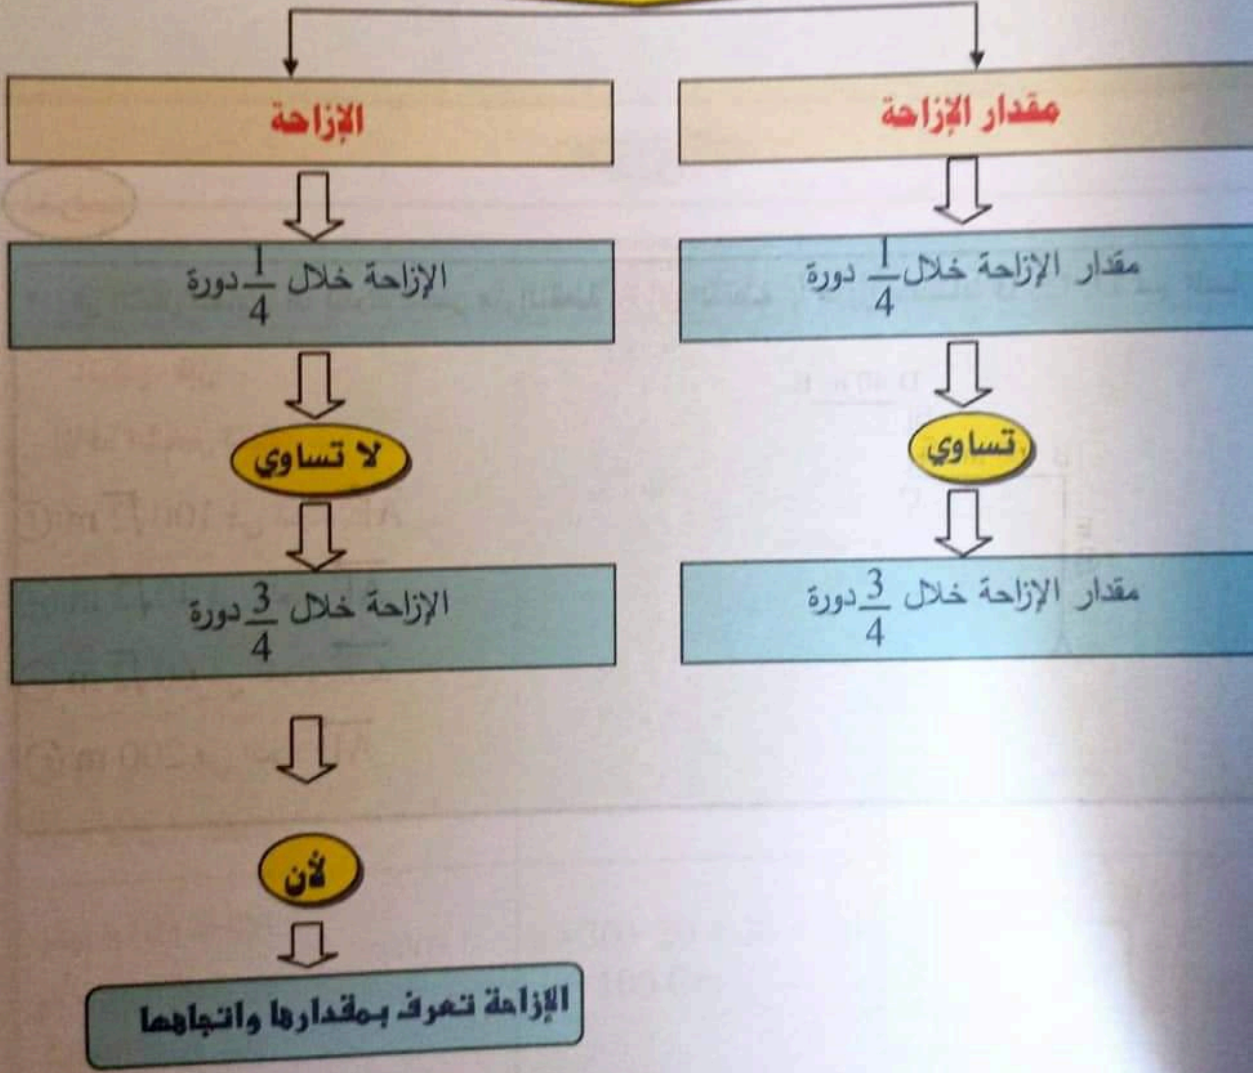 مقدار الإزاحة
مقدار الإزاحة خلال 1/4 دورة
تساوي
مقدار الإزاحة خلال 3/4 دورة
الإزاحة
الإزاحة خلال 1/4 دورة
لا تساوي
الإزاحة خلال 3/4 دورة
لأن
الإزاحة تعرف بمقدارها واتجاهها